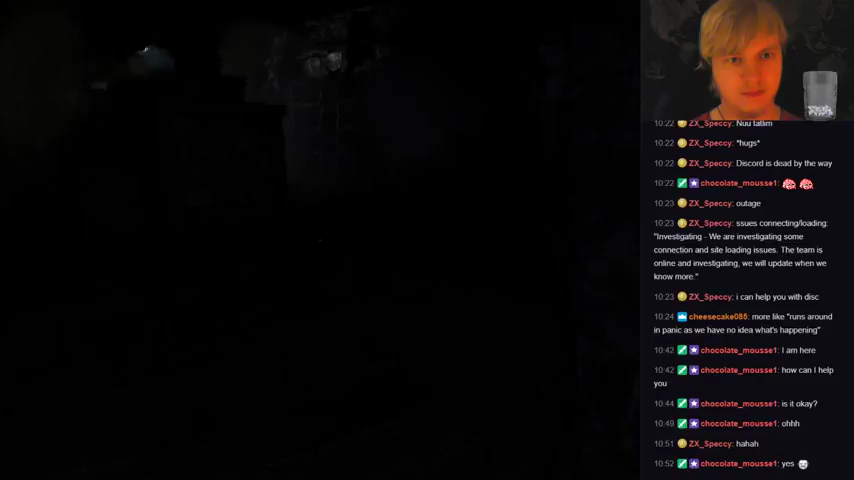 10:22 ZX_Speccy: Nuu tatlim
10:22 ZX_Speccy: *hugs*
10:22 ZX_Speccy: Discord is dead by the way
10:22 chocolate_mousse1:
10:23 ZX_Speccy: outage
10:23 ZX_Speccy: ssues connecting/loading:
"Investigating - We are investigating some
connection and site loading issues. The team is
online and investigating, we will update when we
know more."
10:23 ZX_Speccy: i can help you with disc
10:24 cheesecake085: more like "runs around
in panic as we have no idea what's happening"
10:42 chocolate_mousse1: I am here
10:42 chocolate_mousse1: how can I help
you
10:44 chocolate_mousse1: is it okay?
10:49 chocolate_mousse1: ohhh
10:51 ZX_Speccy: hahah
10:52 chocolate_mousse1: yes